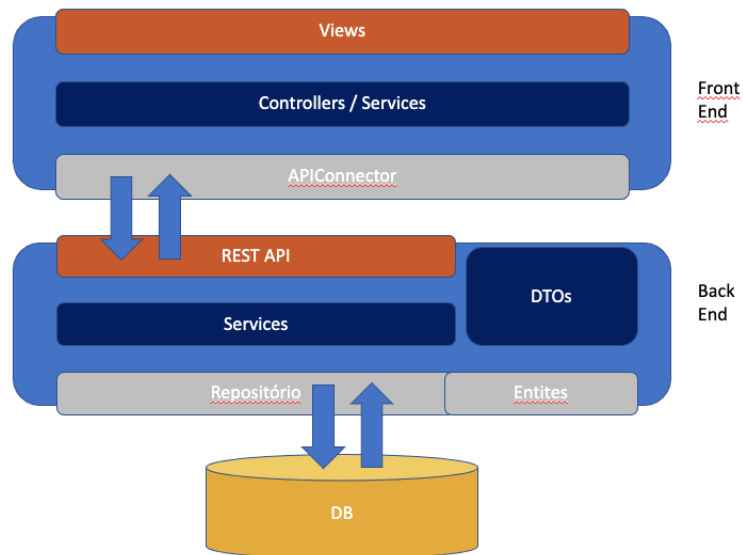 Views
Controllers / Services
Front
End
APIConnector
REST API
DTOs
Back
End
Services
Repositório
Entites
DB